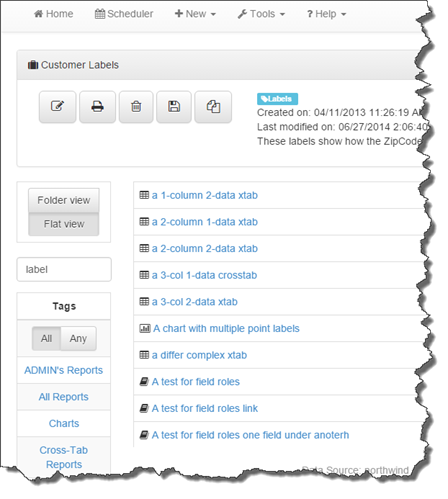 Home Scheduler New Tools Help
Customer Labels
Labels
Created on: 04/11/2013 11:26:19 AM
Last modified on: 06/27/2014 2:06:40
These labels show how the ZipCode
Folder view
Flat view
label
Tags
All Any
ADMIN's Reports
All Reports
Charts
Cross-Tab
Reports
a 1-column 2-data xtab
a 2-column 1-data xtab
a 2-column 2-data xtab
a 3-col 1-data crosstab
a 3-col 2-data xtab
A chart with multiple point labels
a differ complex xtab
A test for field roles
A test for field roles link
A test for field roles one field under anoterh
Data Source: northwind